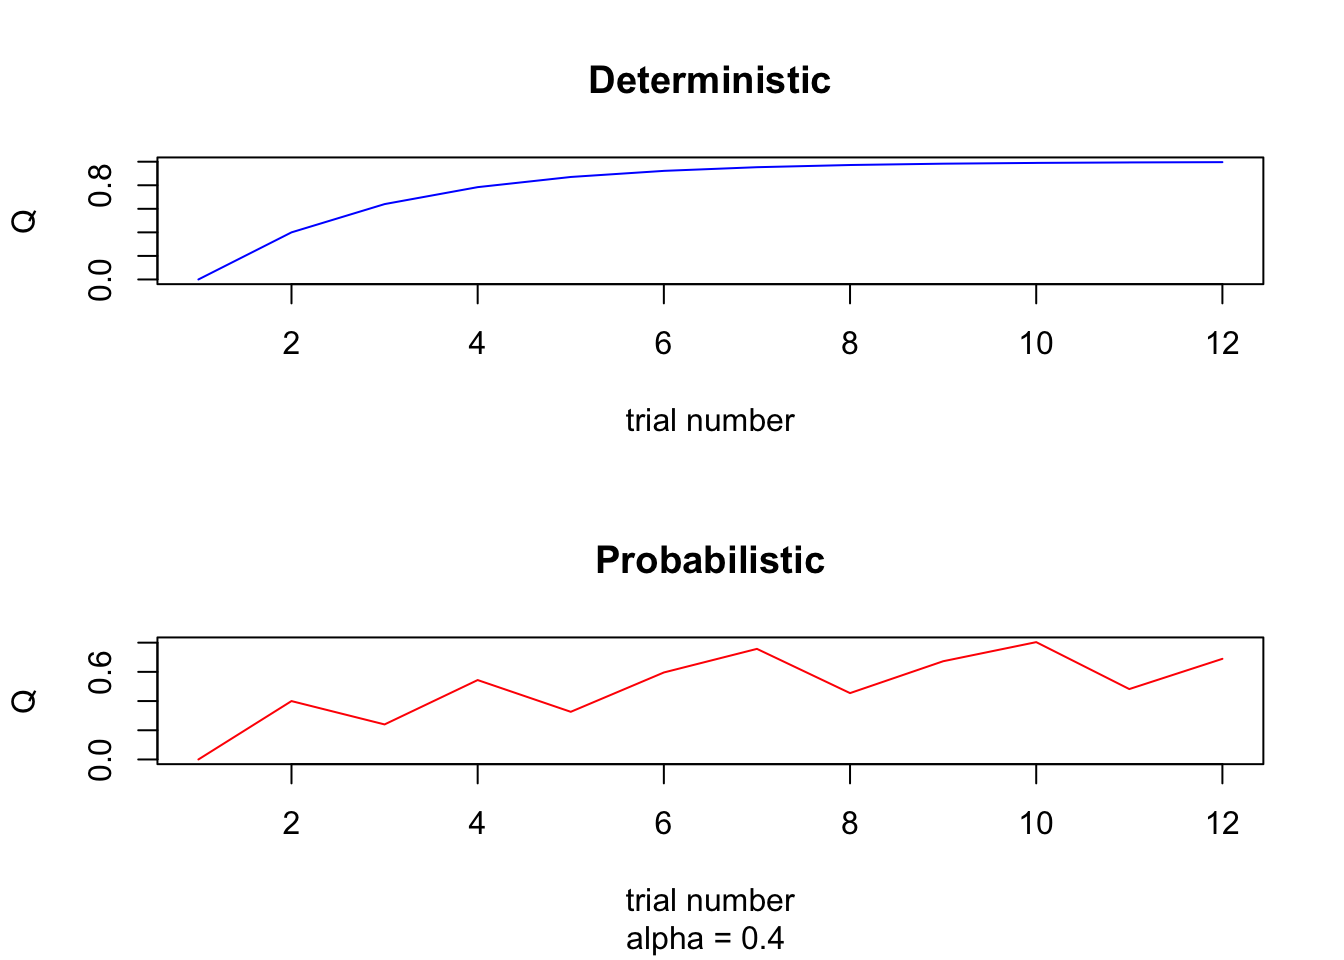 Deterministic
Q
0.8
0.0
2 4 6 8 10 12
trial number
Probabilistic
Q
0.6
0.0
2 4 6 8 10 12
trial number
alpha = 0.4